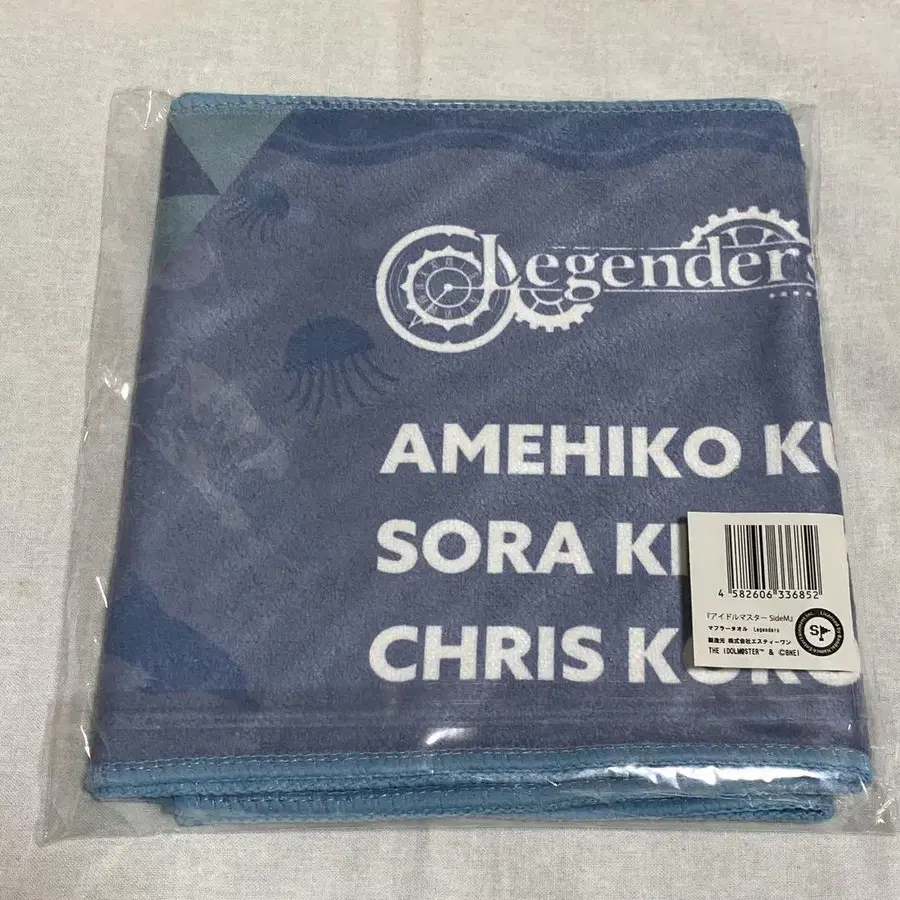 Legenders
AMEHIKO KU
SORA KI
CHRIS KURO
4 582606 336852
『アイドルマスター SideM』
マフラータオル Legenders
製造元 株式会社エスティーワン
THE IDOLM@STER™ & ©BNEI